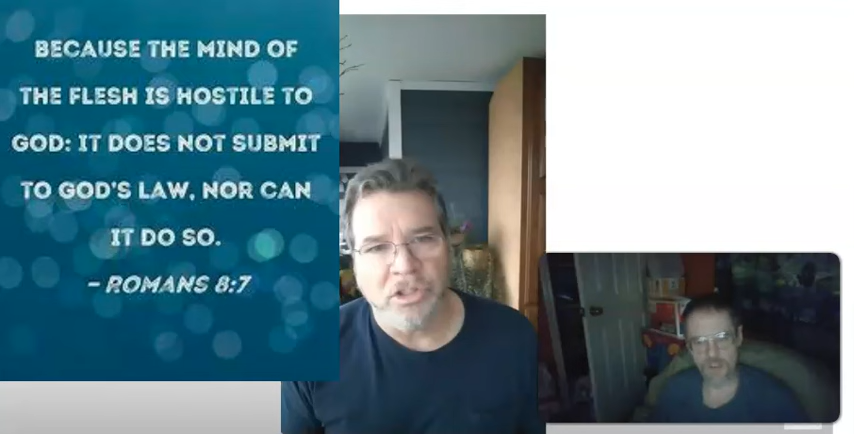 BECAUSE THE MIND OF
THE FLESH IS HOSTILE TO
GOD: IT DOES NOT SUBMIT
TO GOD'S LAW, NOR CAN
IT DO SO.
– ROMANS 8:7